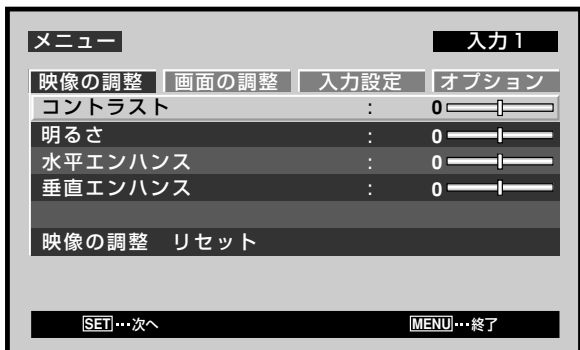 メニュー 入力1
映像の調整 画面の調整 入力設定 オプション
コントラスト : 0
明るさ : 0
水平エンハンス : 0
垂直エンハンス : 0
映像の調整 リセット
SET…次へ MENU…終了